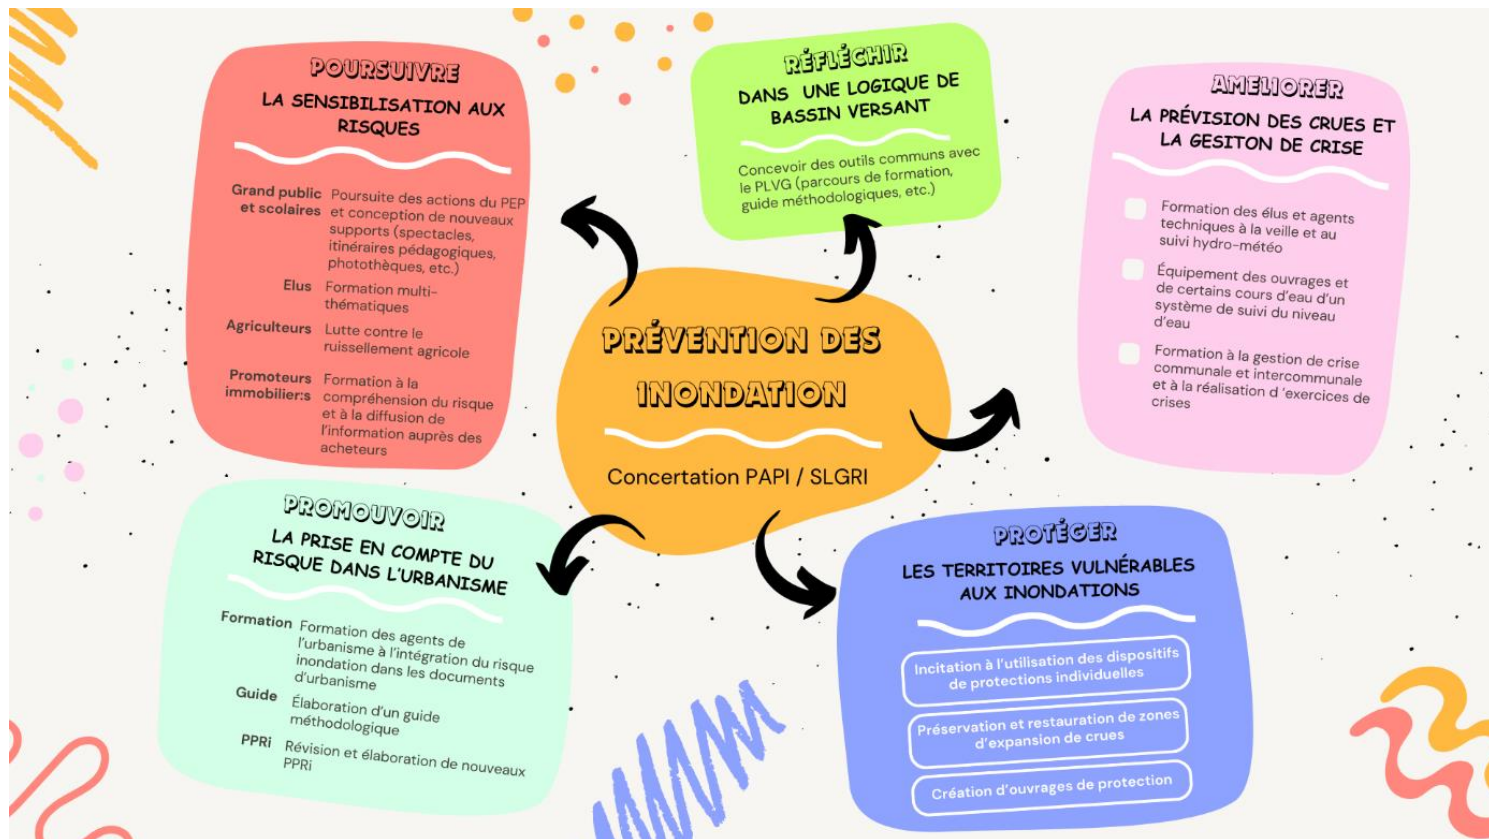 POURSUIVRE
LA SENSIBILISATION AUX
RISQUES
Grand public
et scolaires
Poursuite des actions du PEP
et conception de nouveaux
supports (spectacles,
itinéraires pédagogiques,
photothèques, etc.)
Elus
Formation multi-
thématiques
Agriculteurs
Lutte contre le
ruissellement agricole
Promoteurs
immobilier:s
Formation à la
compréhension du risque
et à la diffusion de
l'information auprès des
acheteurs
RÉFLÉCHIR
DANS UNE LOGIQUE DE
BASSIN VERSANT
Concevoir des outils communs avec
le PLVG (parcours de formation,
guide méthodologiques, etc.)
AMELIORER
LA PRÉVISION DES CRUES ET
LA GESITON DE CRISE
Formation des élus et agents
techniques à la veille et au
suivi hydro-météo
Équipement des ouvrages et
de certains cours d'eau d'un
système de suivi du niveau
d'eau
Formation à la gestion de crise
communale et intercommunale
et à la réalisation d 'exercices de
crises
PRÉVENTION DES
INONDATION
Concertation PAPI / SLGRI
PROMOUVOIR
LA PRISE EN COMPTE DU
RISQUE DANS L'URBANISME
Formation
Formation des agents de
l'urbanisme à l'intégration du risque
inondation dans les documents
d'urbanisme
Guide
Élaboration d'un guide
méthodologique
PPRi
Révision et élaboration de nouveaux
PPRi
PROTÉGER
LES TERRITOIRES VULNÉRABLES
AUX INONDATIONS
Incitation à l'utilisation des dispositifs
de protections individuelles
Préservation et restauration de zones
d'expansion de crues
Création d'ouvrages de protection